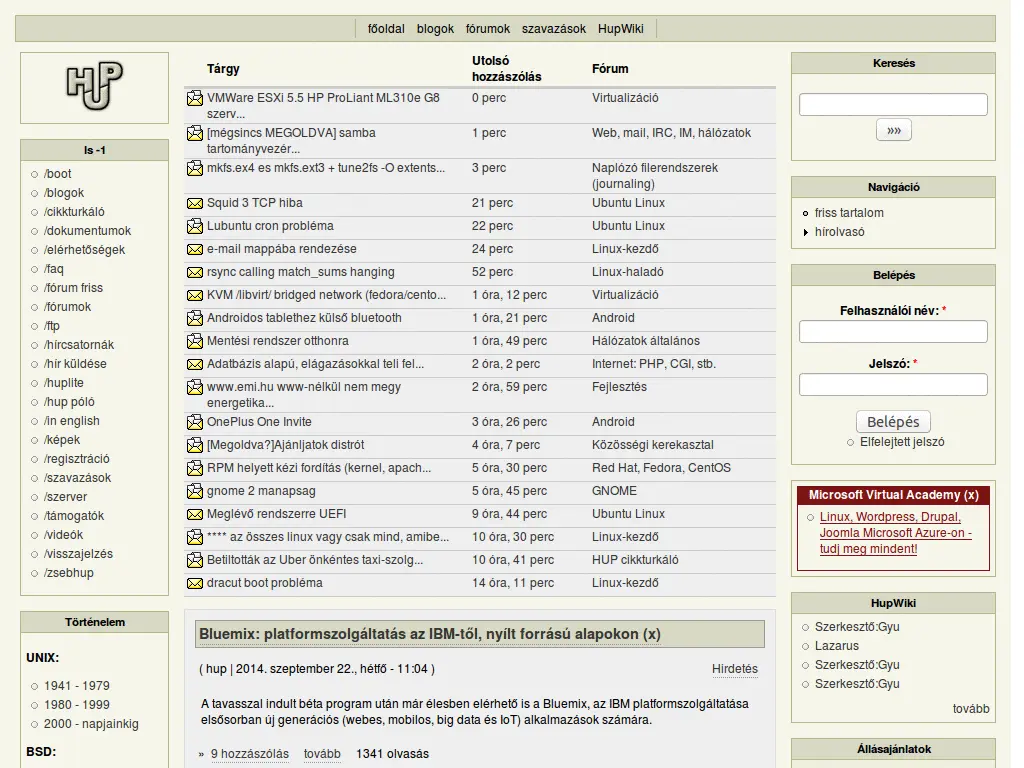 főoldal blogok fórumok szavazások HupWiki
HUP
ls -1
/boot
/blogok
/cikkturkáló
/dokumentumok
/elérhetőségek
/faq
/fórum friss
/fórumok
/ftp
/hírcsatornák
/hír küldése
/huplite
/hup póló
/in english
/képek
/regisztráció
/szavazások
/szerver
/támogatók
/videók
/visszajelzés
/zsebhup
Történelem
UNIX:
1941 - 1979
1980 - 1999
2000 - napjainkig
BSD:
Tárgy Utolsó hozzászólás Fórum
VMWare ESXi 5.5 HP ProLiant ML310e G8 szerv... 0 perc Virtualizáció
[mégsincs MEGOLDVA] samba tartományvezér... 1 perc Web, mail, IRC, IM, hálózatok
mkfs.ex4 es mkfs.ext3 + tune2fs -O extents... 3 perc Naplózó filerendszerek (journaling)
Squid 3 TCP hiba 21 perc Ubuntu Linux
Lubuntu cron probléma 22 perc Ubuntu Linux
e-mail mappába rendezése 24 perc Linux-kezdő
rsync calling match_sums hanging 52 perc Linux-haladó
KVM /libvirt/ bridged network (fedora/cento... 1 óra, 12 perc Virtualizáció
Androidos tablethez külső bluetooth 1 óra, 21 perc Android
Mentési rendszer otthonra 1 óra, 49 perc Hálózatok általános
Adatbázis alapú, elágazásokkal teli fel... 2 óra, 2 perc Internet: PHP, CGI, stb.
www.emi.hu www-nélkül nem megy energetika... 2 óra, 59 perc Fejlesztés
OnePlus One Invite 3 óra, 26 perc Android
[Megoldva?]Ajánljatok distrót 4 óra, 7 perc Közösségi kerekasztal
RPM helyett kézi fordítás (kernel, apach... 5 óra, 30 perc Red Hat, Fedora, CentOS
gnome 2 manapsag 5 óra, 45 perc GNOME
Meglévő rendszerre UEFI 9 óra, 44 perc Ubuntu Linux
**** az összes linux vagy csak mind, amibe... 10 óra, 30 perc Linux-kezdő
Betiltották az Uber önkéntes taxi-szolg... 10 óra, 41 perc HUP cikkturkáló
dracut boot probléma 14 óra, 11 perc Linux-kezdő
Bluemix: platformszolgáltatás az IBM-től, nyílt forrású alapokon (x)
( hup | 2014. szeptember 22., hétfő - 11:04 ) Hirdetés
A tavasszal indult béta program után már élesben elérhető is a Bluemix, az IBM platformszolgáltatása
elsősorban új generációs (webes, mobilos, big data és IoT) alkalmazások számára.
» 9 hozzászólás tovább 1341 olvasás
Keresés
»»
Navigáció
friss tartalom
hírolvasó
Belépés
Felhasználói név: *
Jelszó: *
Belépés
Elfelejtett jelszó
Microsoft Virtual Academy (x)
Linux, Wordpress, Drupal,
Joomla Microsoft Azure-on -
tudj meg mindent!
HupWiki
Szerkesztő:Gyu
Lazarus
Szerkesztő:Gyu
Szerkesztő:Gyu
tovább
Állásajánlatok